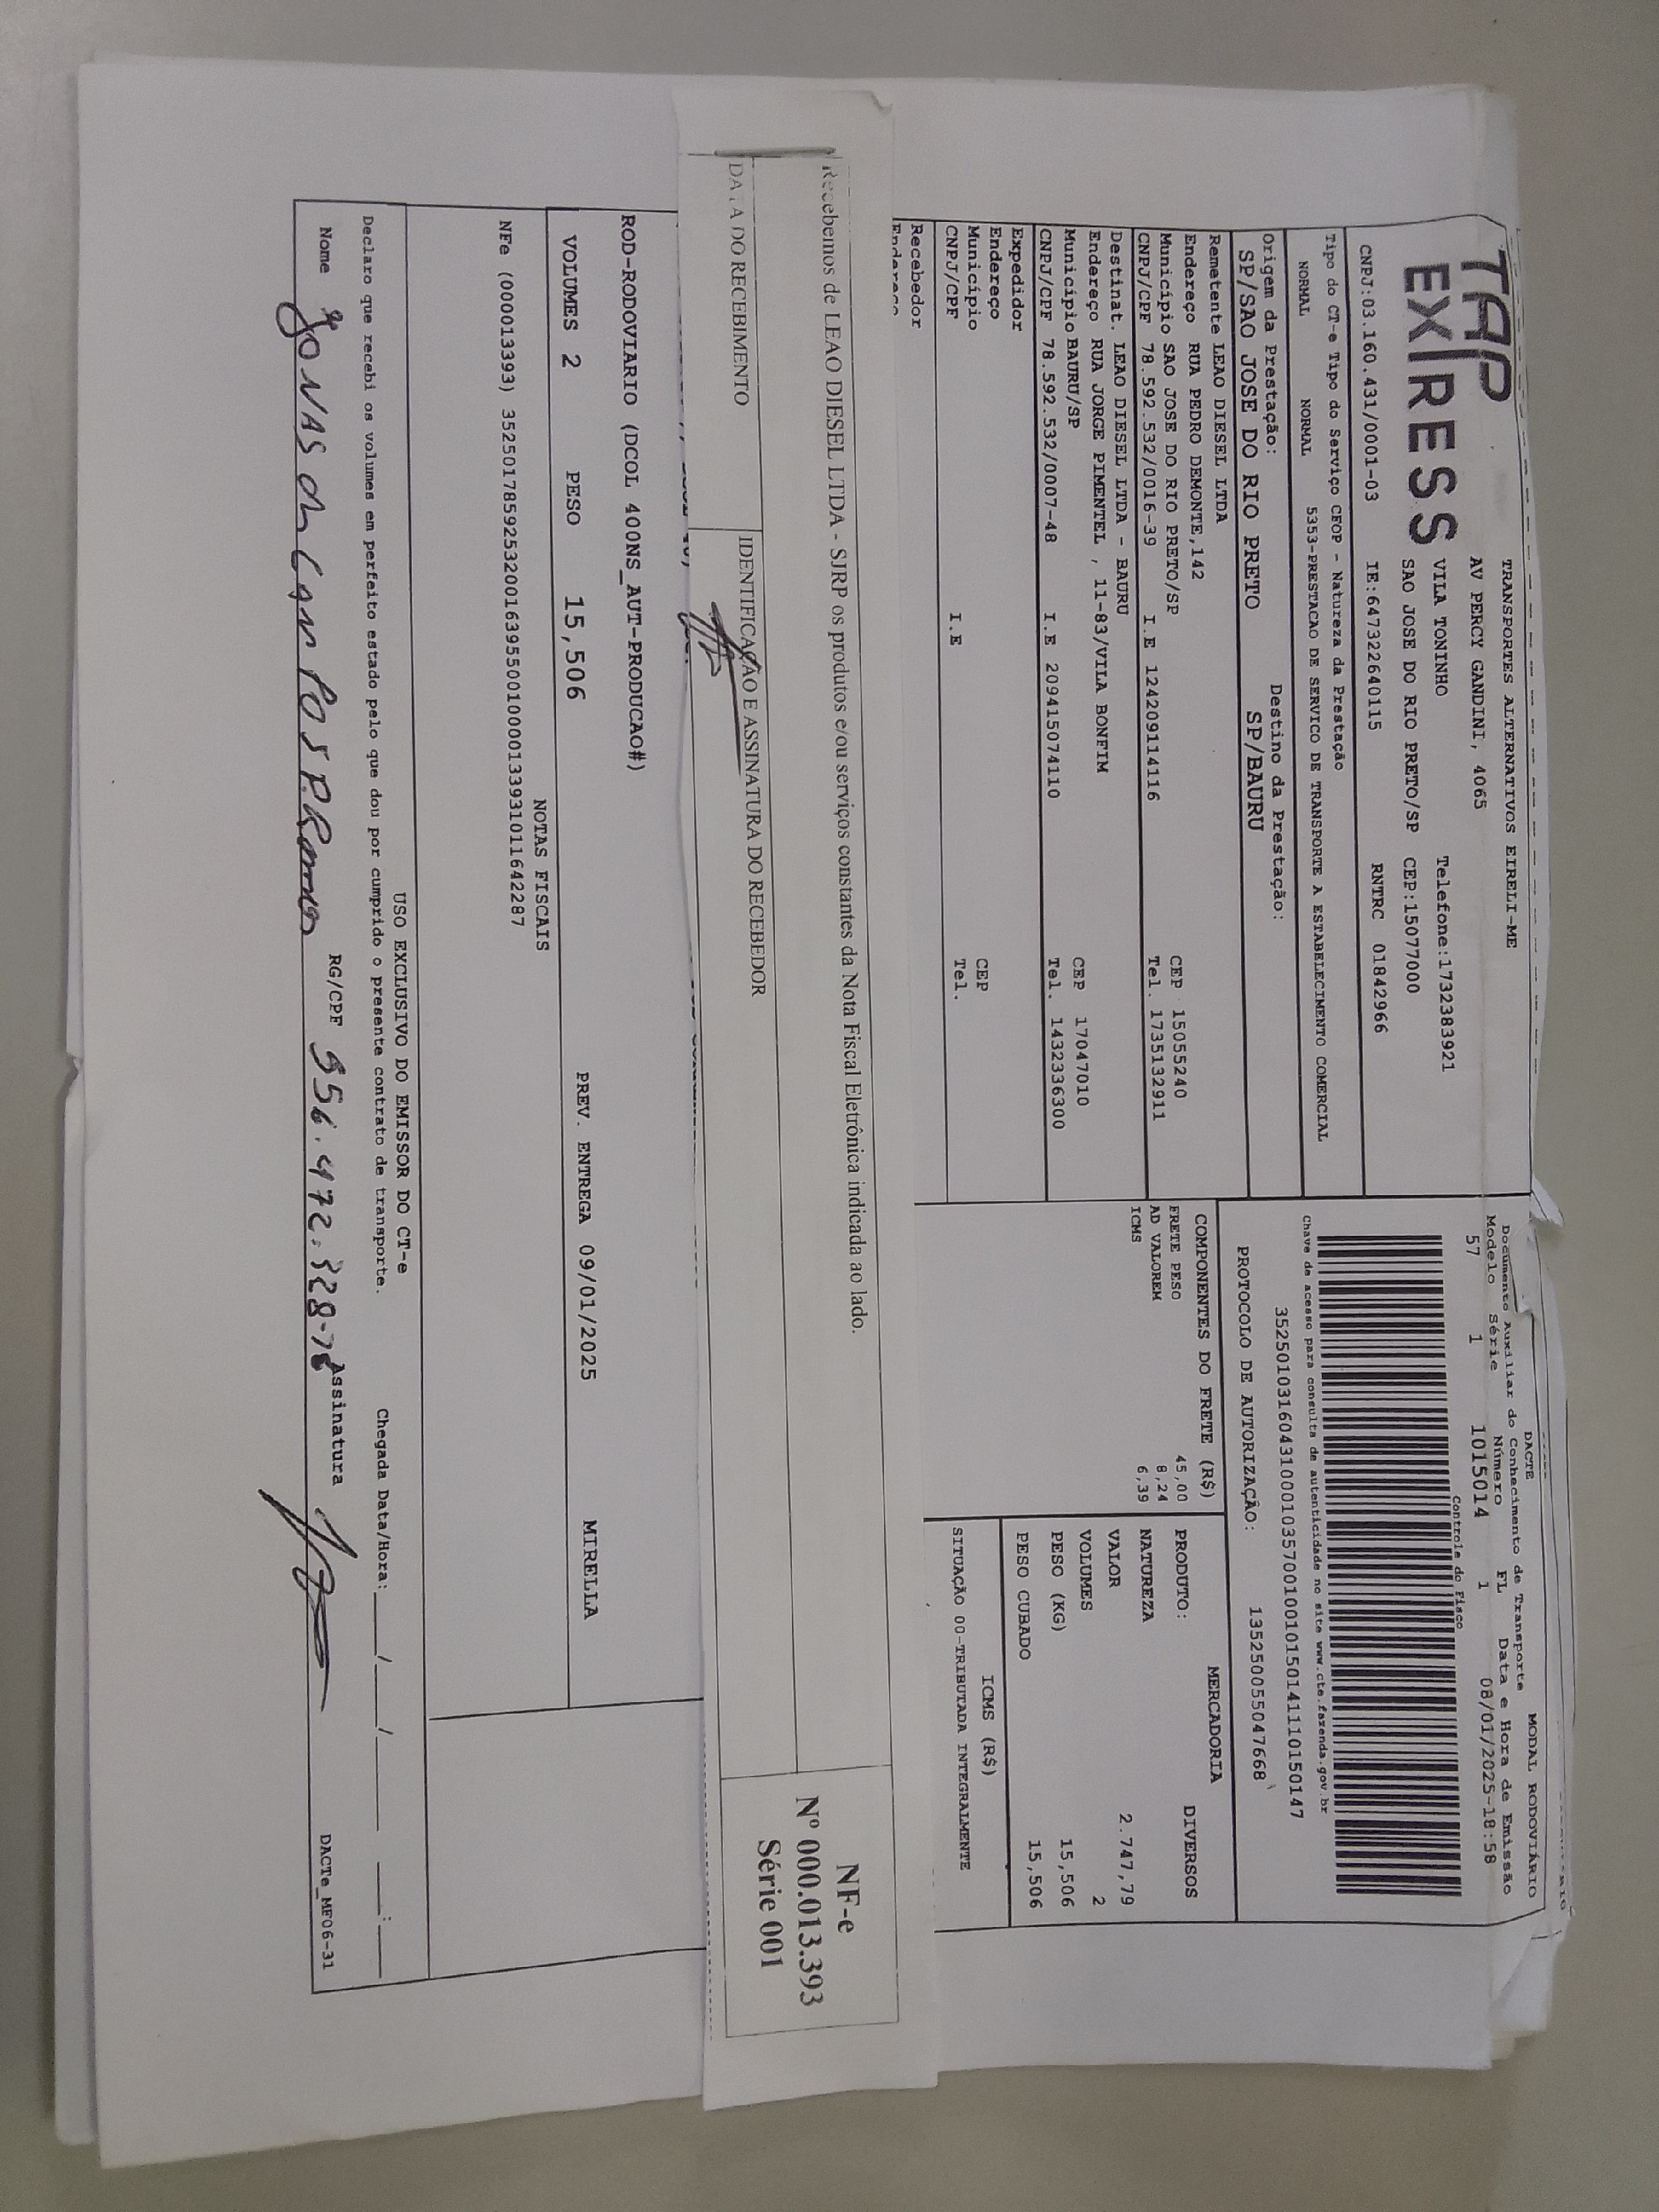 TAP
EXPRESS
TRANSPORTES ALTERNATIVOS EIRELI-ME
AV PERCY GANDINI, 4065
VILA TONINHO Telefone:1732383921
SAO JOSE DO RIO PRETO/SP CEP:15077000
CNPJ:03.160.431/0001-03 IE:647322640115 RNTRC 01842966
DACTE MODAL RODOVIÁRIO
Documento Auxiliar do Conhecimento de Transporte
Modelo Série Número FL Data e Hora de Emissão
57 1 1015014 1 08/01/2025-18:58
Controle do Fisco
Chave de acesso para consulta de autenticidade no site www.cte.fazenda.gov.br
35250103160431000103570010010150141110150147
PROTOCOLO DE AUTORIZAÇÃO: 135250055047668
Tipo do CT-e Tipo do Serviço CFOP - Natureza da Prestação
NORMAL NORMAL 5353-PRESTACAO DE SERVICO DE TRANSPORTE A ESTABELECIMENTO COMERCIAL
Origem da Prestação: Destino da Prestação:
SP/SAO JOSE DO RIO PRETO SP/BAURU
Remetente LEAO DIESEL LTDA
Endereço RUA PEDRO DEMONTE,142 CEP 15055240
Município SAO JOSE DO RIO PRETO/SP Tel. 1735132911
CNPJ/CPF 78.592.532/0016-39 I.E 124209114116
Destinat. LEAO DIESEL LTDA - BAURU
Endereço RUA JORGE PIMENTEL , 11-83/VILA BONFIM
Município BAURU/SP CEP 17047010
CNPJ/CPF 78.592.532/0007-48 I.E 209415074110 Tel. 1432336300
Expedidor
Endereço
Município CEP
CNPJ/CPF I.E Tel.
Recebedor
Endereço
COMPONENTES DO FRETE (R$)
FRETE PESO 45,00
AD VALOREM 8,24
ICMS 6,39
MERCADORIA
PRODUTO: DIVERSOS
NATUREZA
VALOR 2.747,79
VOLUMES 2
PESO (KG) 15,506
PESO CUBADO 15,506
ICMS (R$)
SITUAÇÃO 00-TRIBUTADA INTEGRALMENTE
Recebemos de LEAO DIESEL LTDA - SJRP os produtos e/ou serviços constantes da Nota Fiscal Eletrônica indicada ao lado.
DATA DO RECEBIMENTO IDENTIFICAÇÃO E ASSINATURA DO RECEBEDOR
NF-e
Nº 000.013.393
Série 001
ROD-RODOVIARIO (DCOL 400NS_AUT-PRODUCAO#)
VOLUMES 2 PESO 15,506 PREV. ENTREGA 09/01/2025 MIRELLA
NOTAS FISCAIS
NFe (000013393) 35250178592532001639550010000133931011642287
USO EXCLUSIVO DO EMISSOR DO CT-e
Declaro que recebi os volumes em perfeito estado pelo que dou por cumprido o presente contrato de transporte. Chegada Data/Hora: ___/___/____ __:__
Nome JONAS de CAMPOS RG/CPF 956.472.328-78 Assinatura
DACTe_MF06-31